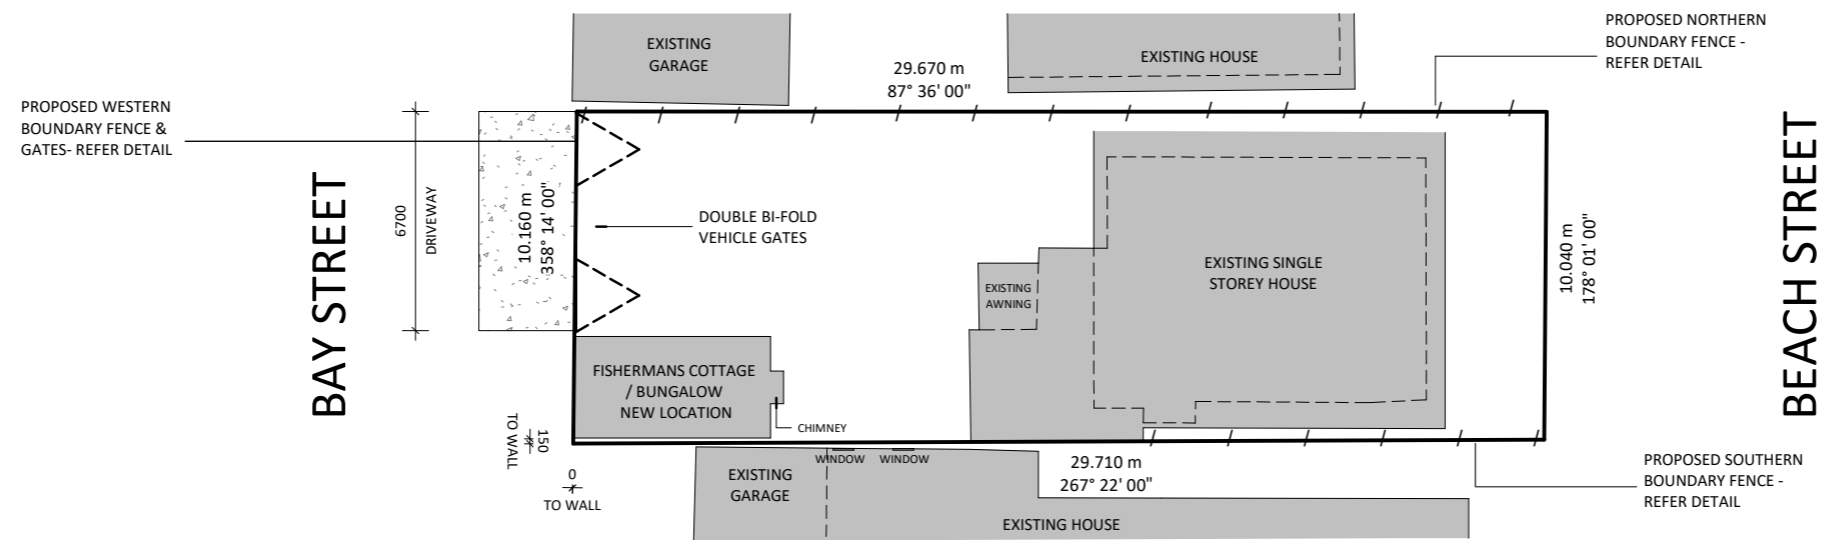 EXISTING
GARAGE
EXISTING HOUSE
PROPOSED NORTHERN
BOUNDARY FENCE -
REFER DETAIL
29.670 m
87° 36' 00"
PROPOSED WESTERN
BOUNDARY FENCE &
GATES- REFER DETAIL
BAY STREET
6700
DRIVEWAY
10.160 m
358° 14' 00"
DOUBLE BI-FOLD
VEHICLE GATES
EXISTING
AWNING
EXISTING SINGLE
STOREY HOUSE
10.040 m
178° 01' 00"
BEACH STREET
FISHERMANS COTTAGE
/ BUNGALOW
NEW LOCATION
CHIMNEY
150
TO WALL
0
TO WALL
WINDOW
WINDOW
EXISTING
GARAGE
29.710 m
267° 22' 00"
EXISTING HOUSE
PROPOSED SOUTHERN
BOUNDARY FENCE -
REFER DETAIL